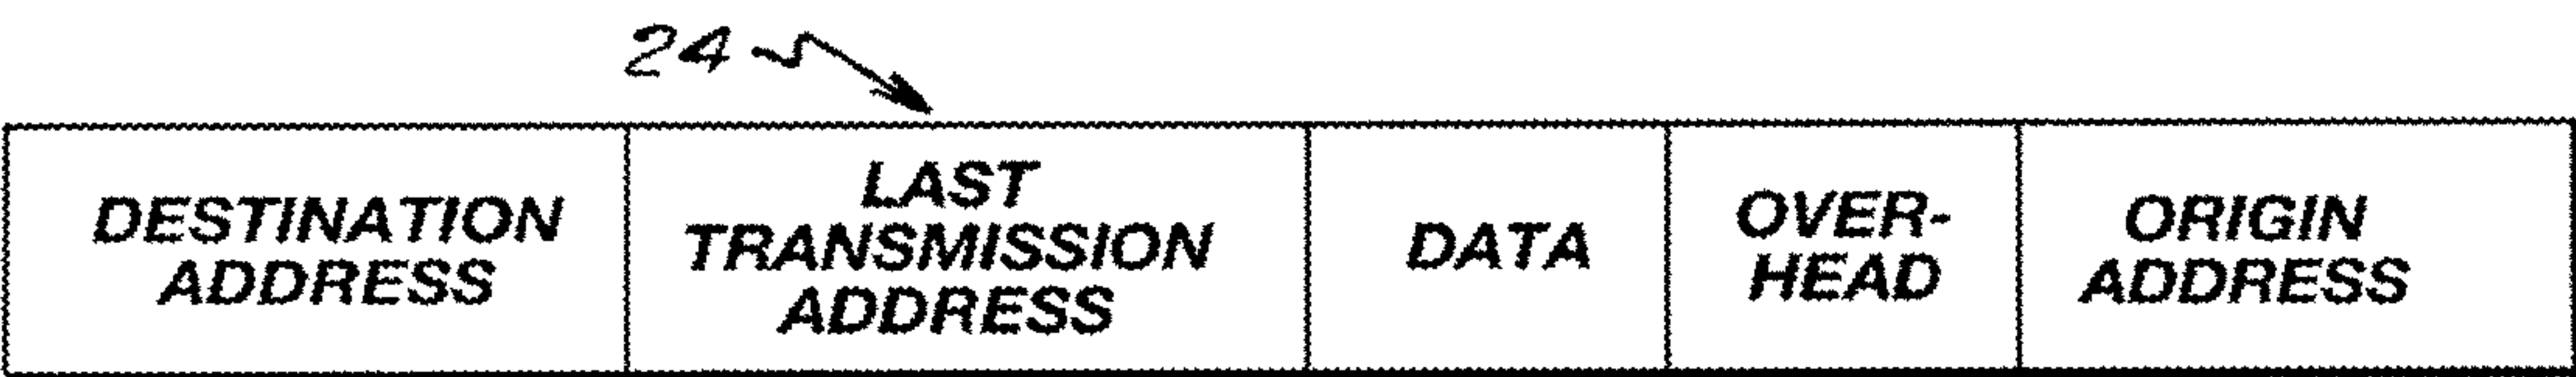 24
DESTINATION
ADDRESS
LAST
TRANSMISSION
ADDRESS
DATA
OVER-
HEAD
ORIGIN
ADDRESS